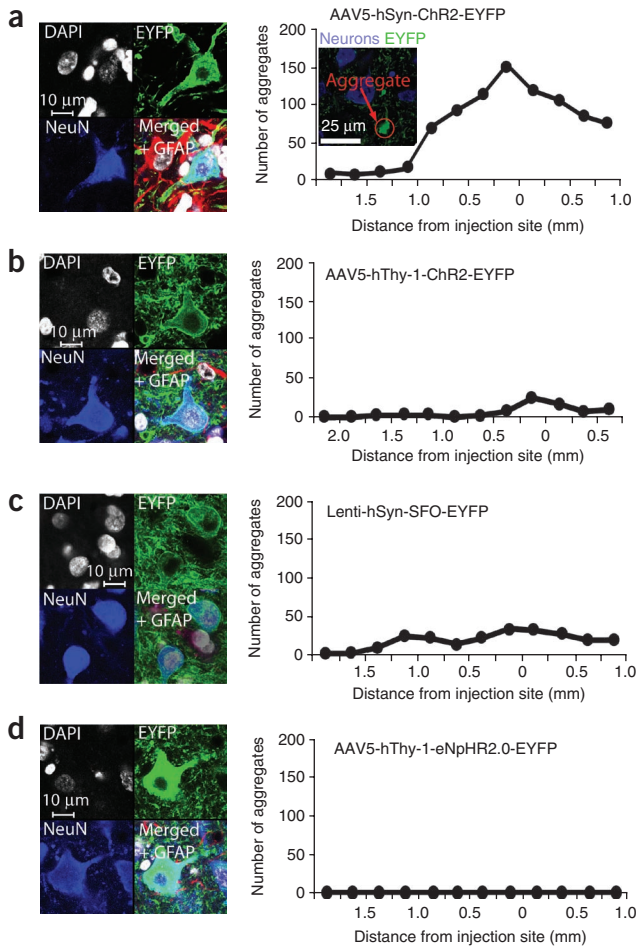 a
DAPI
EYFP
10 μm
NeuN
Merged
+ GFAP
AAV5-hSyn-ChR2-EYFP
Number of aggregates
200
150
100
50
0
Neurons EYFP
Aggregate
25 μm
1.5 1.0 0.5 0 0.5 1.0
Distance from injection site (mm)
b
DAPI
EYFP
10 μm
NeuN
Merged
+ GFAP
AAV5-hThy-1-ChR2-EYFP
Number of aggregates
200
150
100
50
0
2.0 1.5 1.0 0.5 0 0.5
Distance from injection site (mm)
c
DAPI
EYFP
10 μm
NeuN
Merged
+ GFAP
Lenti-hSyn-SFO-EYFP
Number of aggregates
200
150
100
50
0
1.5 1.0 0.5 0 0.5 1.0
Distance from injection site (mm)
d
DAPI
EYFP
10 μm
NeuN
Merged
+ GFAP
AAV5-hThy-1-eNpHR2.0-EYFP
Number of aggregates
200
150
100
50
0
1.5 1.0 0.5 0 0.5 1.0
Distance from injection site (mm)